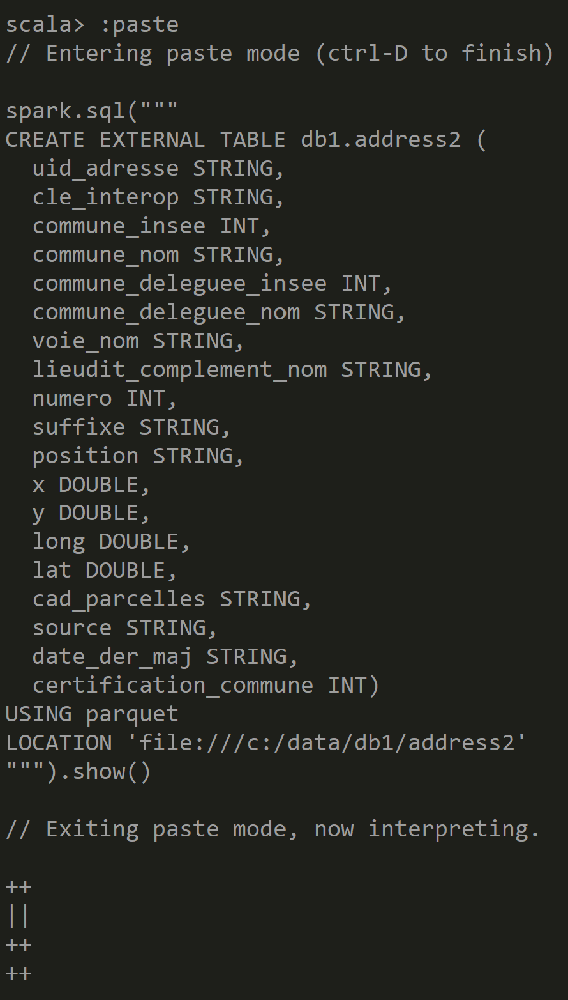 scala> :paste
// Entering paste mode (ctrl-D to finish)
spark.sql("""
CREATE EXTERNAL TABLE db1.address2 (
  uid_adresse STRING,
  cle_interop STRING,
  commune_insee INT,
  commune_nom STRING,
  commune_deleguee_insee INT,
  commune_deleguee_nom STRING,
  voie_nom STRING,
  lieudit_complement_nom STRING,
  numero INT,
  suffixe STRING,
  position STRING,
  x DOUBLE,
  y DOUBLE,
  long DOUBLE,
  lat DOUBLE,
  cad_parcelles STRING,
  source STRING,
  date_der_maj STRING,
  certification_commune INT)
USING parquet
LOCATION 'file:///c:/data/db1/address2'
""").show()
// Exiting paste mode, now interpreting.
++
||
++
++